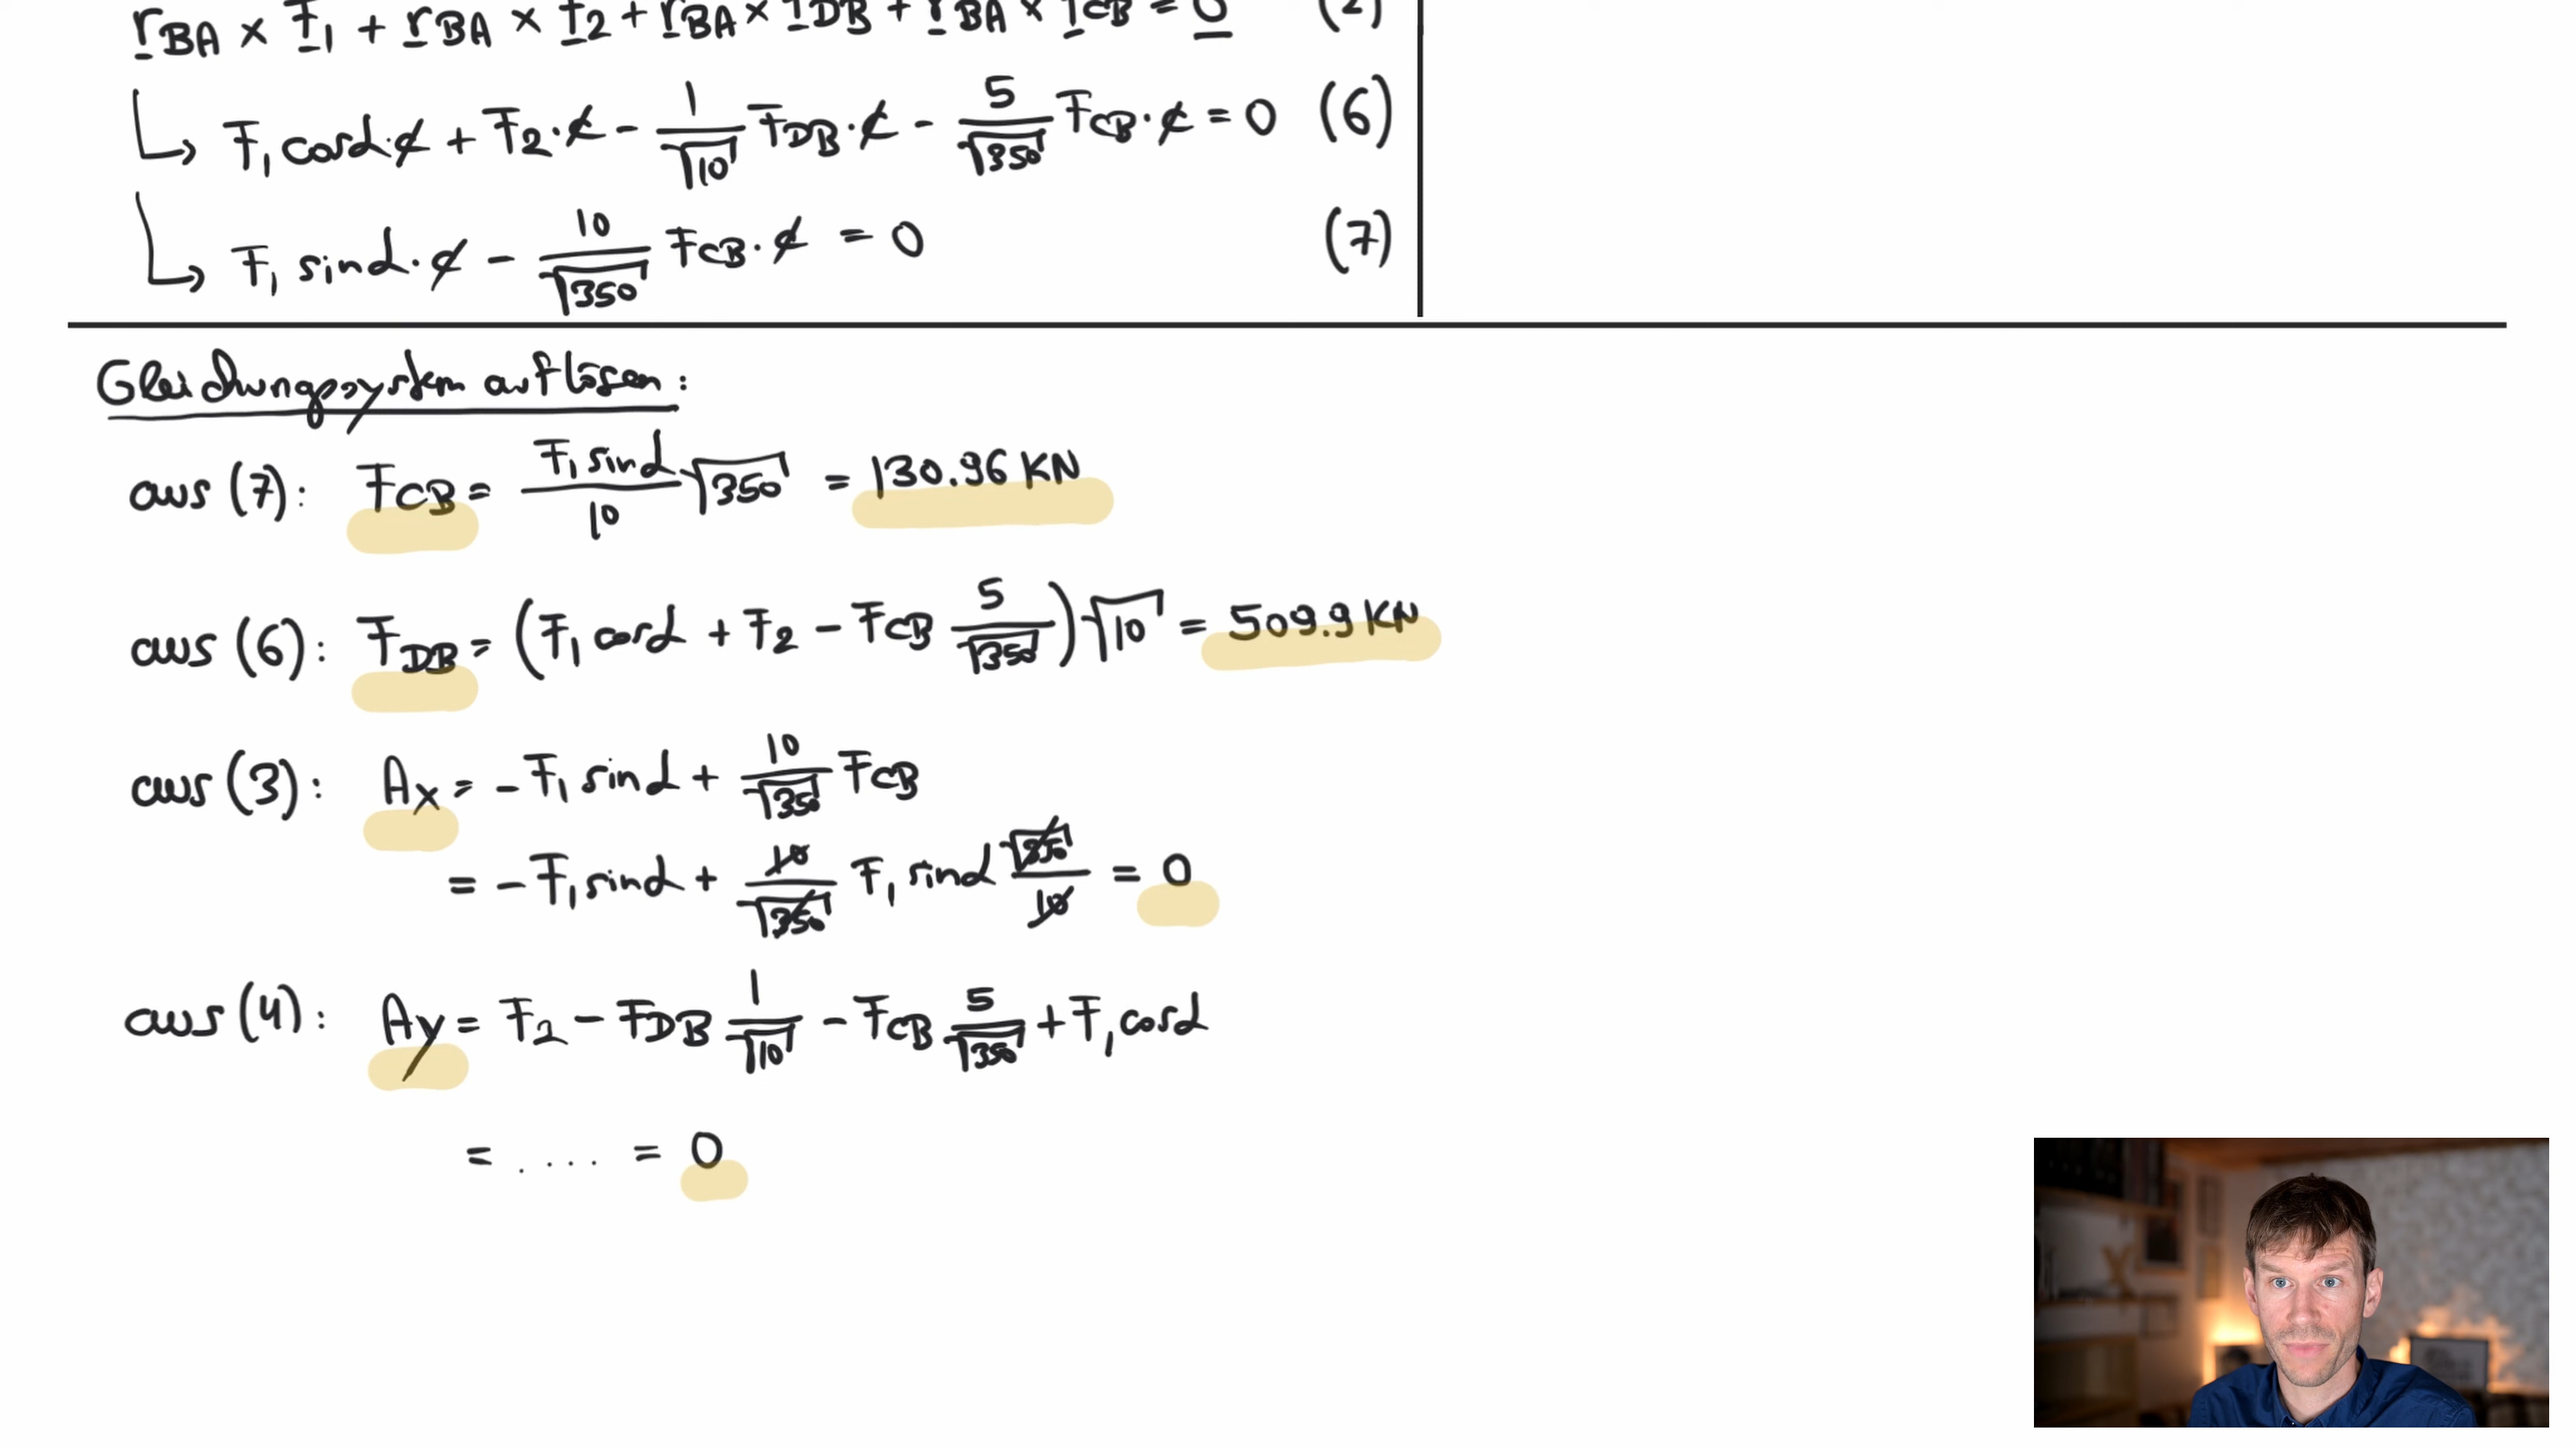 r_BA × F_1 + r_BA × F_2 + r_BA × F_DB + r_BA × F_CB = 0 (2)
↳ F_1 cosα·ȼ + F_2·ȼ - 1/√10 F_DB·ȼ - 5/√350 F_CB·ȼ = 0 (6)
↳ F_1 sinα·ȼ - 10/√350 F_CB·ȼ = 0 (7)
Gleichungssystem auflösen:
aus (7): F_CB = F_1 sinα/10 √350 = 130.96 KN
aus (6): F_DB = (F_1 cosα + F_2 - F_CB 5/√350) √10 = 509.9 KN
aus (3): A_x = -F_1 sinα + 10/√350 F_CB
= -F_1 sinα + 10/√350 F_1 sinα √350/10 = 0
aus (4): A_y = F_2 - F_DB 1/√10 - F_CB 5/√350 + F_1 cosα
= .... = 0